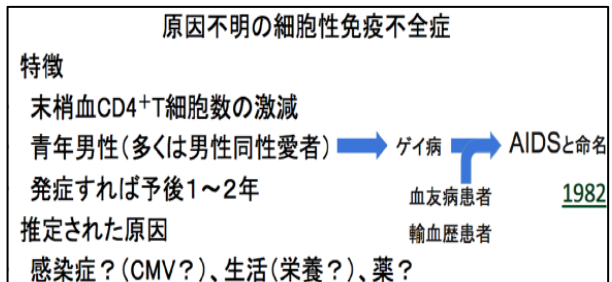 原因不明の細胞性免疫不全症
特徴
末梢血CD4⁺T細胞数の激減
青年男性(多くは男性同性愛者) ゲイ病 AIDSと命名
発症すれば予後1～2年 血友病患者 1982
推定された原因 輸血歴患者
感染症?(CMV?)、生活(栄養?)、薬?